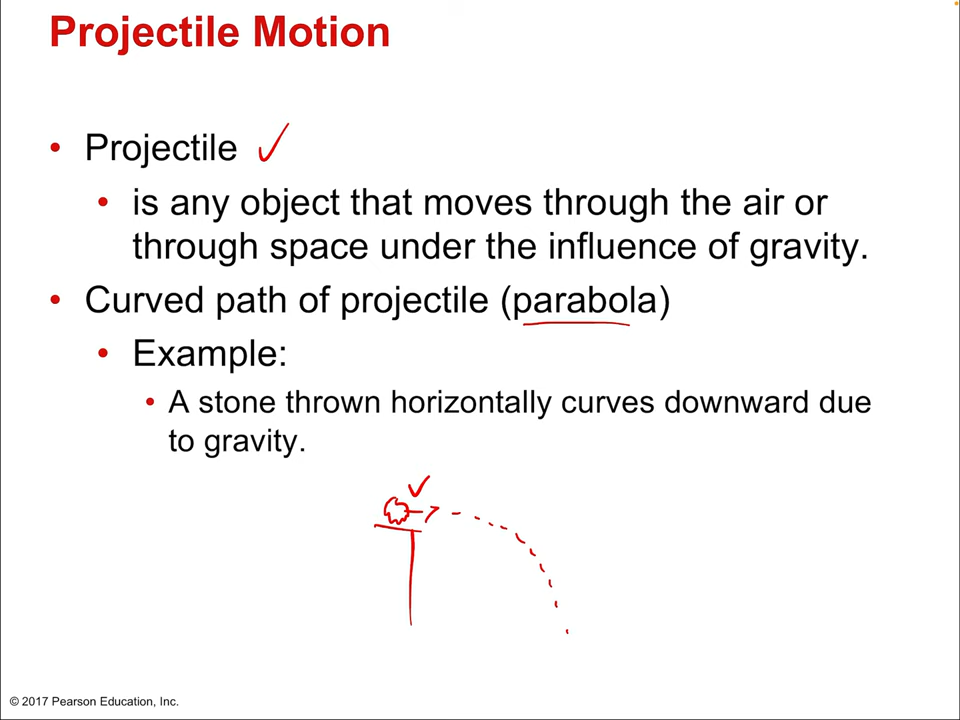 Projectile Motion
• Projectile ✓
• is any object that moves through the air or
through space under the influence of gravity.
• Curved path of projectile (parabola)
• Example:
• A stone thrown horizontally curves downward due
to gravity.
© 2017 Pearson Education, Inc.